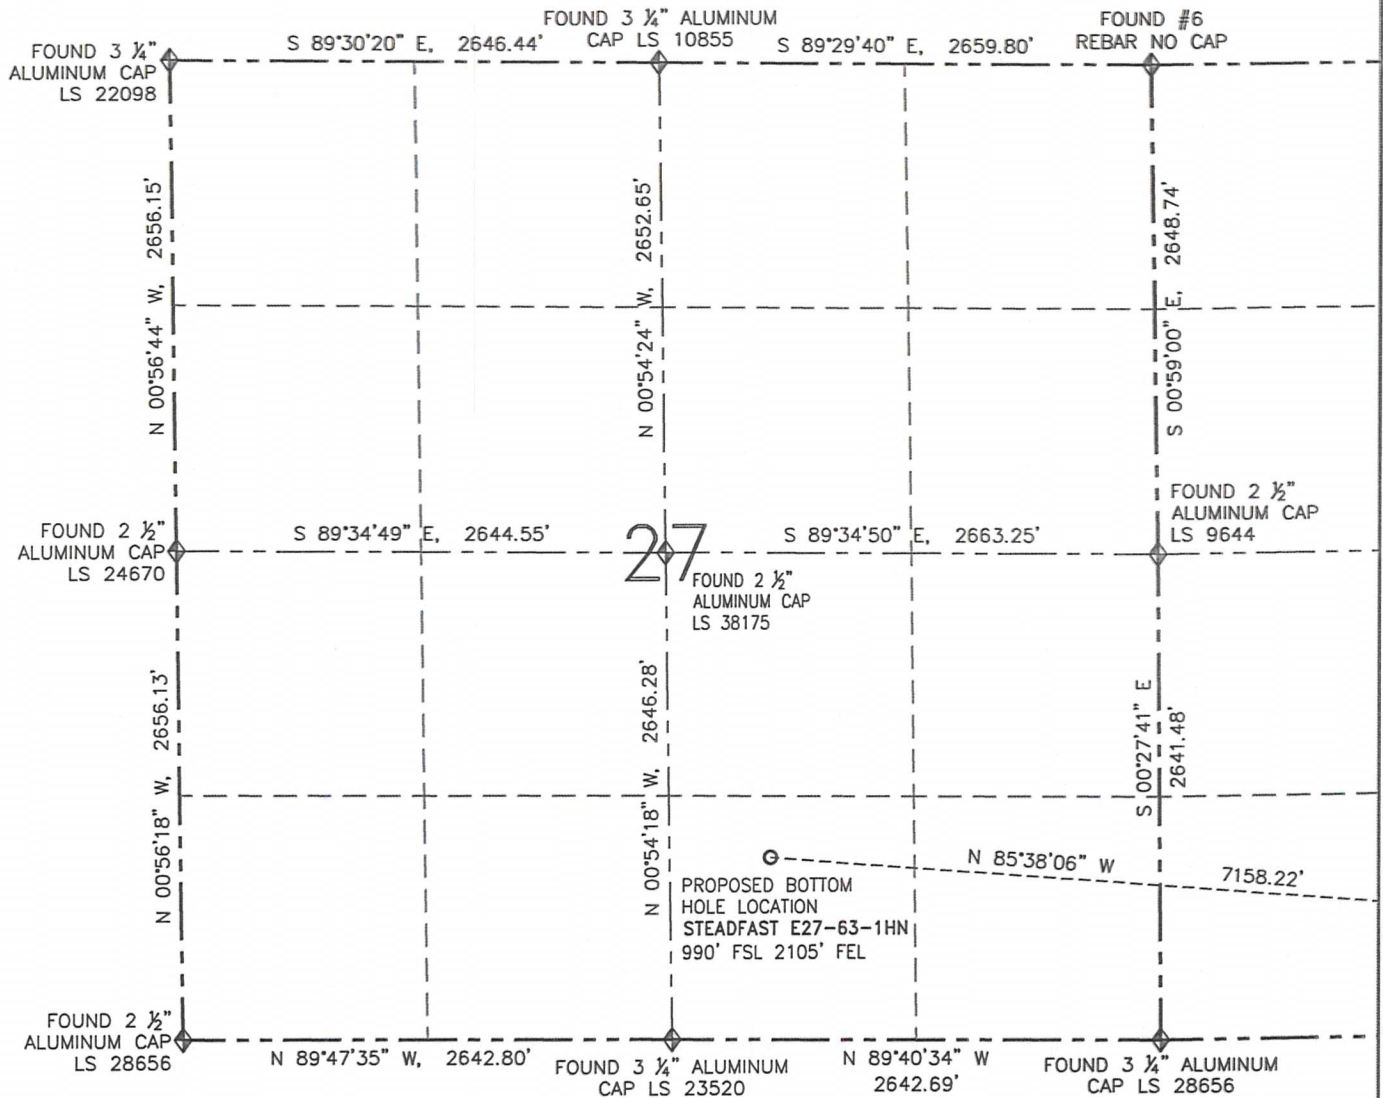 FOUND 3 ¼" ALUMINUM
CAP LS 10855
FOUND #6
REBAR NO CAP
FOUND 3 ¼"
ALUMINUM CAP
LS 22098
S 89°30'20" E, 2646.44'
S 89°29'40" E, 2659.80'
N 00°56'44" W, 2656.15'
N 00°54'24" W, 2652.65'
S 00°59'00" E, 2648.74'
FOUND 2 ½"
ALUMINUM CAP
LS 24670
S 89°34'49" E, 2644.55'
27
S 89°34'50" E, 2663.25'
FOUND 2 ½"
ALUMINUM CAP
LS 9644
FOUND 2 ½"
ALUMINUM CAP
LS 38175
N 00°56'18" W, 2656.13'
N 00°54'18" W, 2646.28'
S 00°27'41" E
2641.48'
N 85°38'06" W 7158.22'
PROPOSED BOTTOM
HOLE LOCATION
STEADFAST E27-63-1HN
990' FSL 2105' FEL
FOUND 2 ½"
ALUMINUM CAP
LS 28656
N 89°47'35" W, 2642.80'
FOUND 3 ¼" ALUMINUM
CAP LS 23520
N 89°40'34" W
2642.69'
FOUND 3 ¼" ALUMINUM
CAP LS 28656